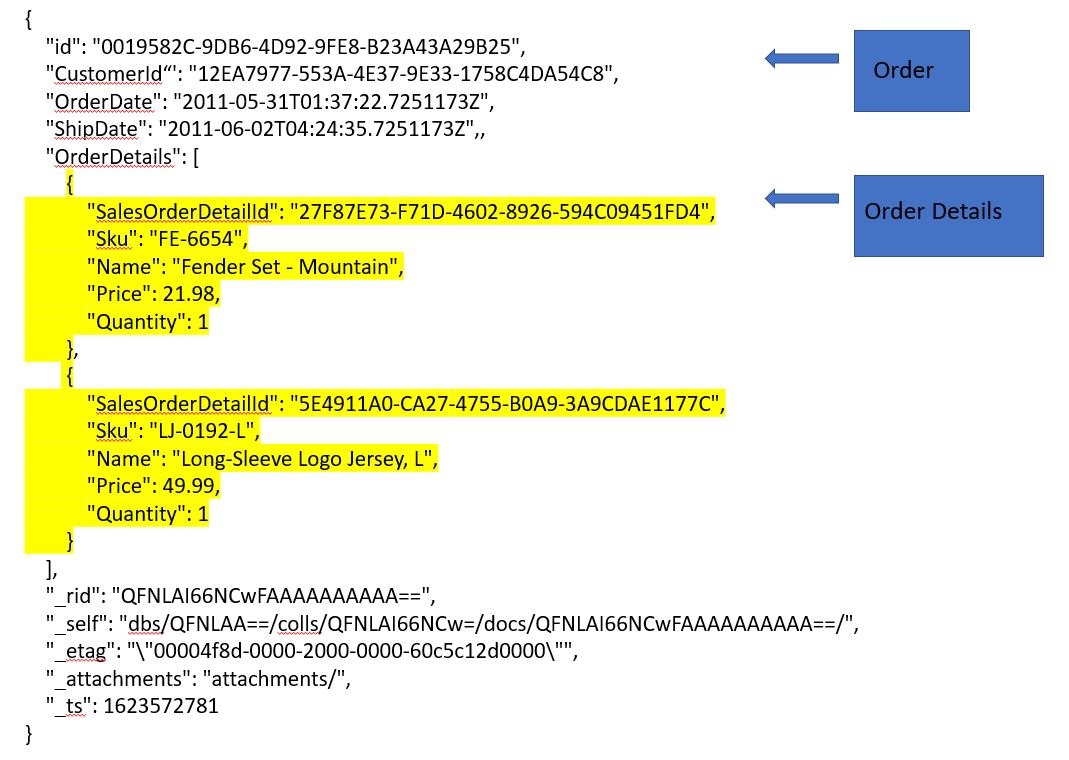 {
"id": "0019582C-9DB6-4D92-9FE8-B23A43A29B25",
"CustomerId“': "12EA7977-553A-4E37-9E33-1758C4DA54C8",
"OrderDate": "2011-05-31T01:37:22.7251173Z",
"ShipDate": "2011-06-02T04:24:35.7251173Z",,
"OrderDetails": [
{
"SalesOrderDetailId": "27F87E73-F71D-4602-8926-594C09451FD4",
"Sku": "FE-6654",
"Name": "Fender Set - Mountain",
"Price": 21.98,
"Quantity": 1
},
{
"SalesOrderDetailId": "5E4911A0-CA27-4755-B0A9-3A9CDAE1177C",
"Sku": "LJ-0192-L",
"Name": "Long-Sleeve Logo Jersey, L",
"Price": 49.99,
"Quantity": 1
}
],
"_rid": "QFNLAI66NCwFAAAAAAAAAA==",
"_self": "dbs/QFNLAA==/colls/QFNLAI66NCw=/docs/QFNLAI66NCwFAAAAAAAAAA==/",
"_etag": "\"00004f8d-0000-2000-0000-60c5c12d0000\"",
"_attachments": "attachments/",
"_ts": 1623572781
}
Order
Order Details